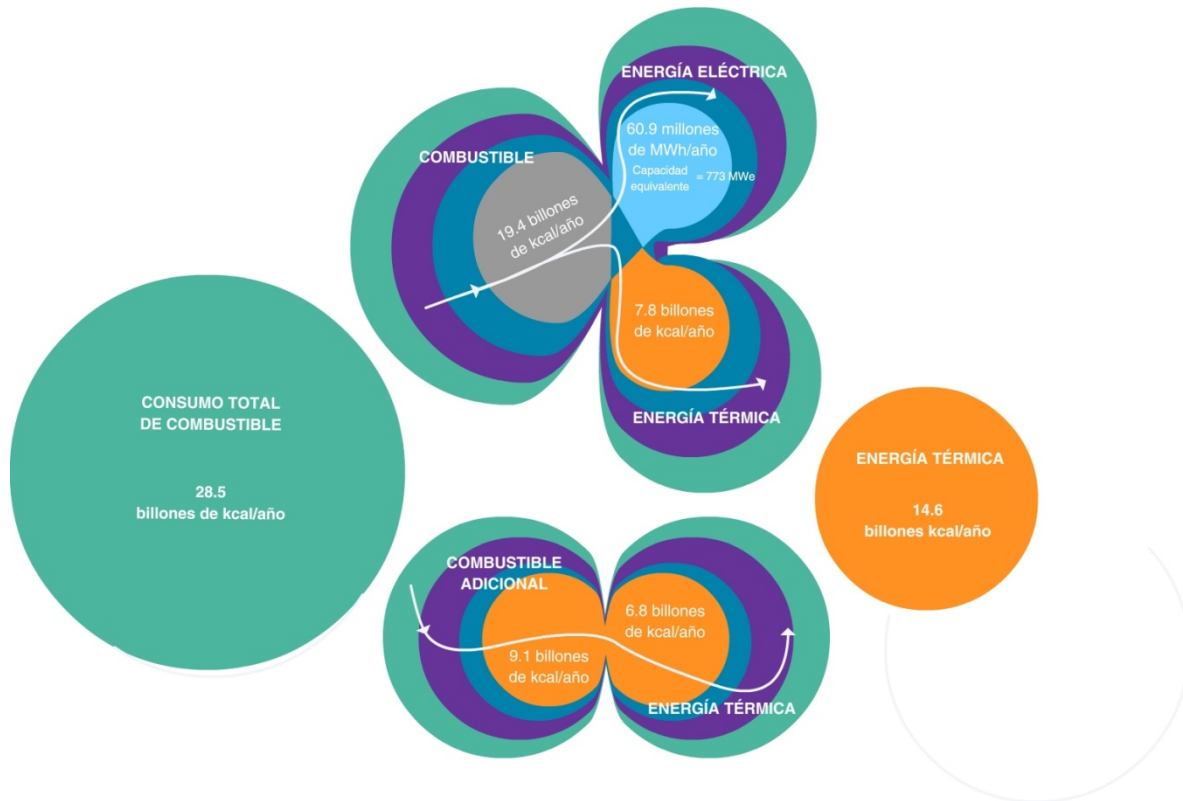 ENERGÍA ELÉCTRICA
60.9 millones
de MWh/año
Capacidad
equivalente
= 773 MWe
COMBUSTIBLE
19.4 billones
de kcal/año
7.8 billones
de kcal/año
ENERGÍA TÉRMICA
CONSUMO TOTAL
DE COMBUSTIBLE
28.5
billones de kcal/año
ENERGÍA TÉRMICA
14.6
billones kcal/año
COMBUSTIBLE
ADICIONAL
9.1 billones
de kcal/año
6.8 billones
de kcal/año
ENERGÍA TÉRMICA